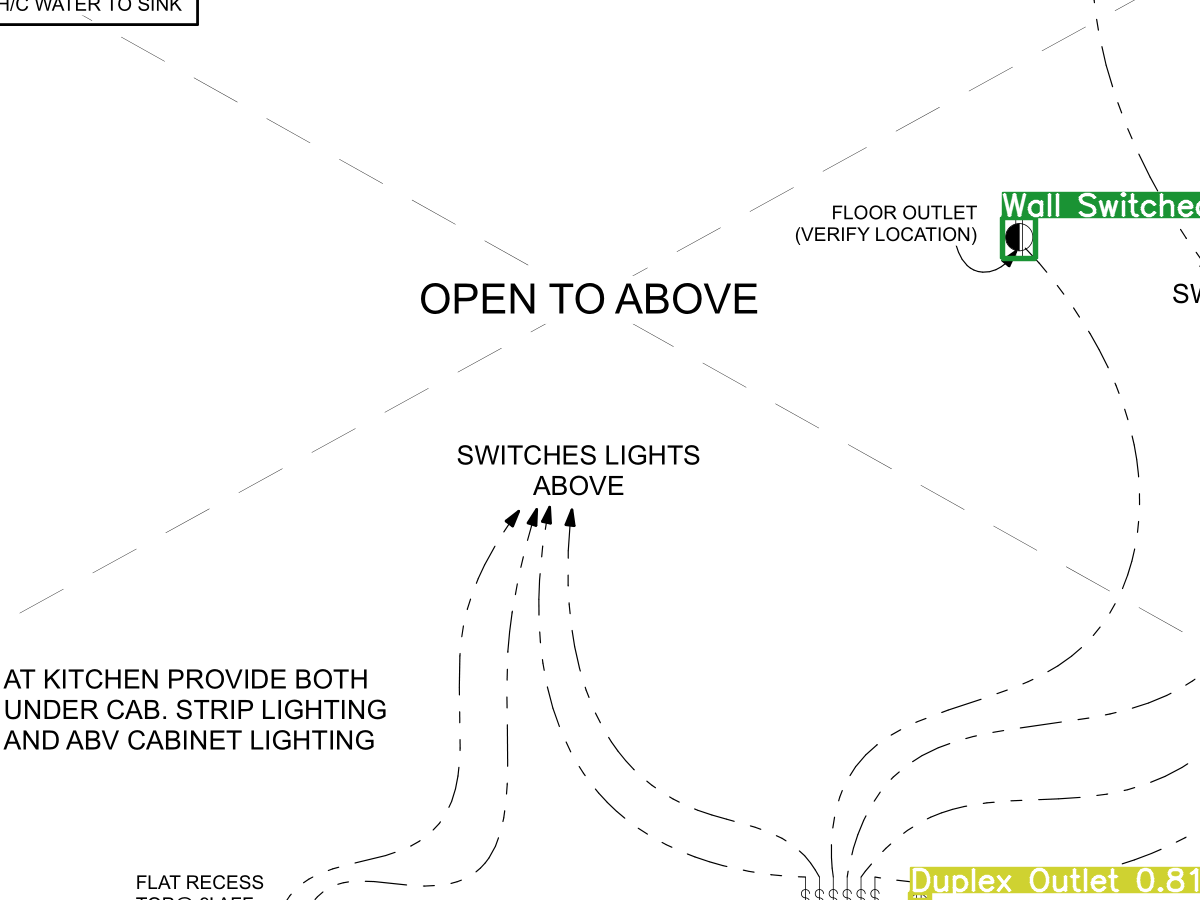 H/C WATER TO SINK
Wall Switched
FLOOR OUTLET
(VERIFY LOCATION)
OPEN TO ABOVE
SWITCHES LIGHTS
ABOVE
AT KITCHEN PROVIDE BOTH
UNDER CAB. STRIP LIGHTING
AND ABV CABINET LIGHTING
FLAT RECESS
Duplex Outlet 0.81
$ $ $ $ $ $